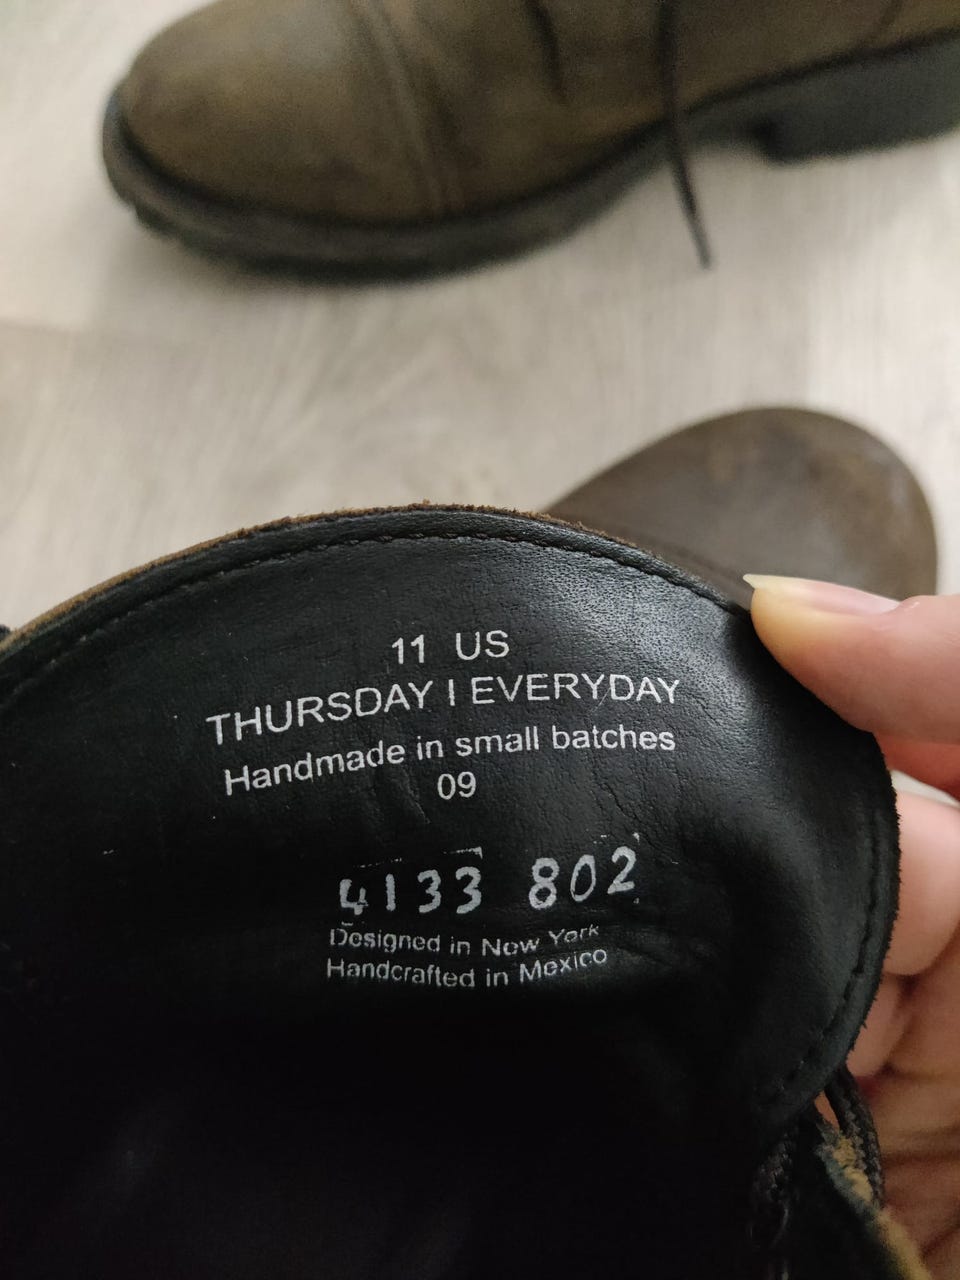 11 US
THURSDAY | EVERYDAY
Handmade in small batches
09
4133 802
Designed in New York
Handcrafted in Mexico